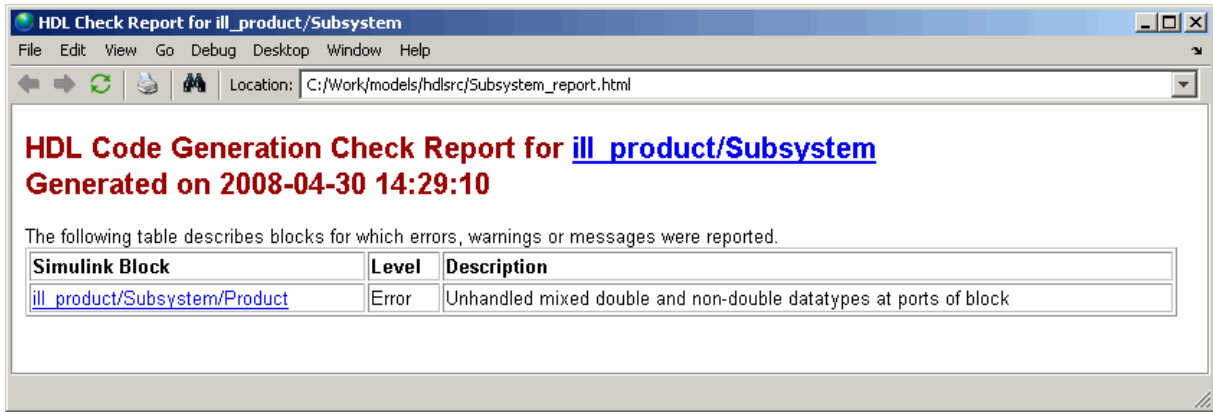 HDL Check Report for ill_product/Subsystem
File Edit View Go Debug Desktop Window Help
Location: C:/Work/models/hdlsrc/Subsystem_report.html
HDL Code Generation Check Report for ill_product/Subsystem
Generated on 2008-04-30 14:29:10
The following table describes blocks for which errors, warnings or messages were reported.
Simulink Block Level Description
ill_product/Subsystem/Product Error Unhandled mixed double and non-double datatypes at ports of block